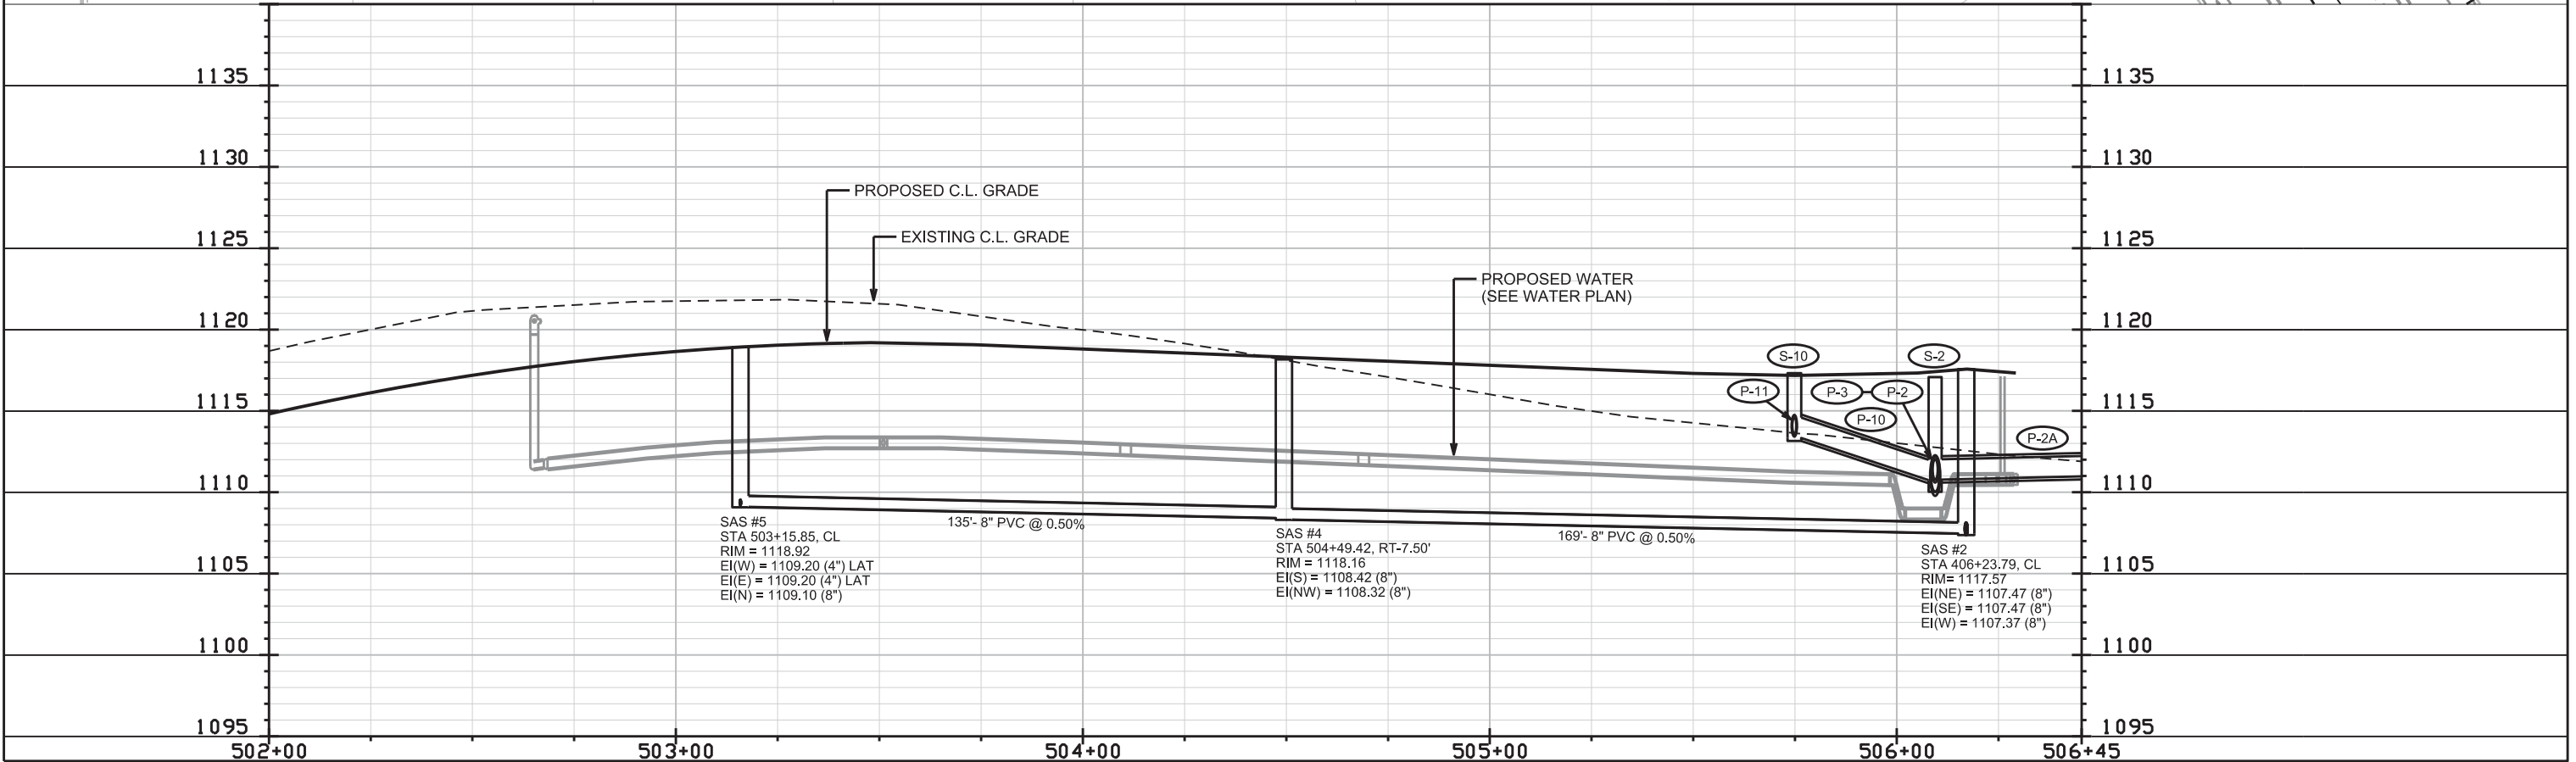 1135
1135
1130
1130
PROPOSED C.L. GRADE
1125
EXISTING C.L. GRADE
1125
PROPOSED WATER
(SEE WATER PLAN)
1120
1120
S-10
S-2
P-11
P-3
P-2
1115
1115
P-10
P-2A
1110
1110
SAS #5
STA 503+15.85, CL
RIM = 1118.92
EI(W) = 1109.20 (4") LAT
EI(E) = 1109.20 (4") LAT
EI(N) = 1109.10 (8")
135'- 8" PVC @ 0.50%
SAS #4
STA 504+49.42, RT-7.50'
RIM = 1118.16
EI(S) = 1108.42 (8")
EI(NW) = 1108.32 (8")
169'- 8" PVC @ 0.50%
SAS #2
STA 406+23.79, CL
RIM= 1117.57
EI(NE) = 1107.47 (8")
EI(SE) = 1107.47 (8")
EI(W) = 1107.37 (8")
1105
1105
1100
1100
1095
1095
502+00
503+00
504+00
505+00
506+00
506+45